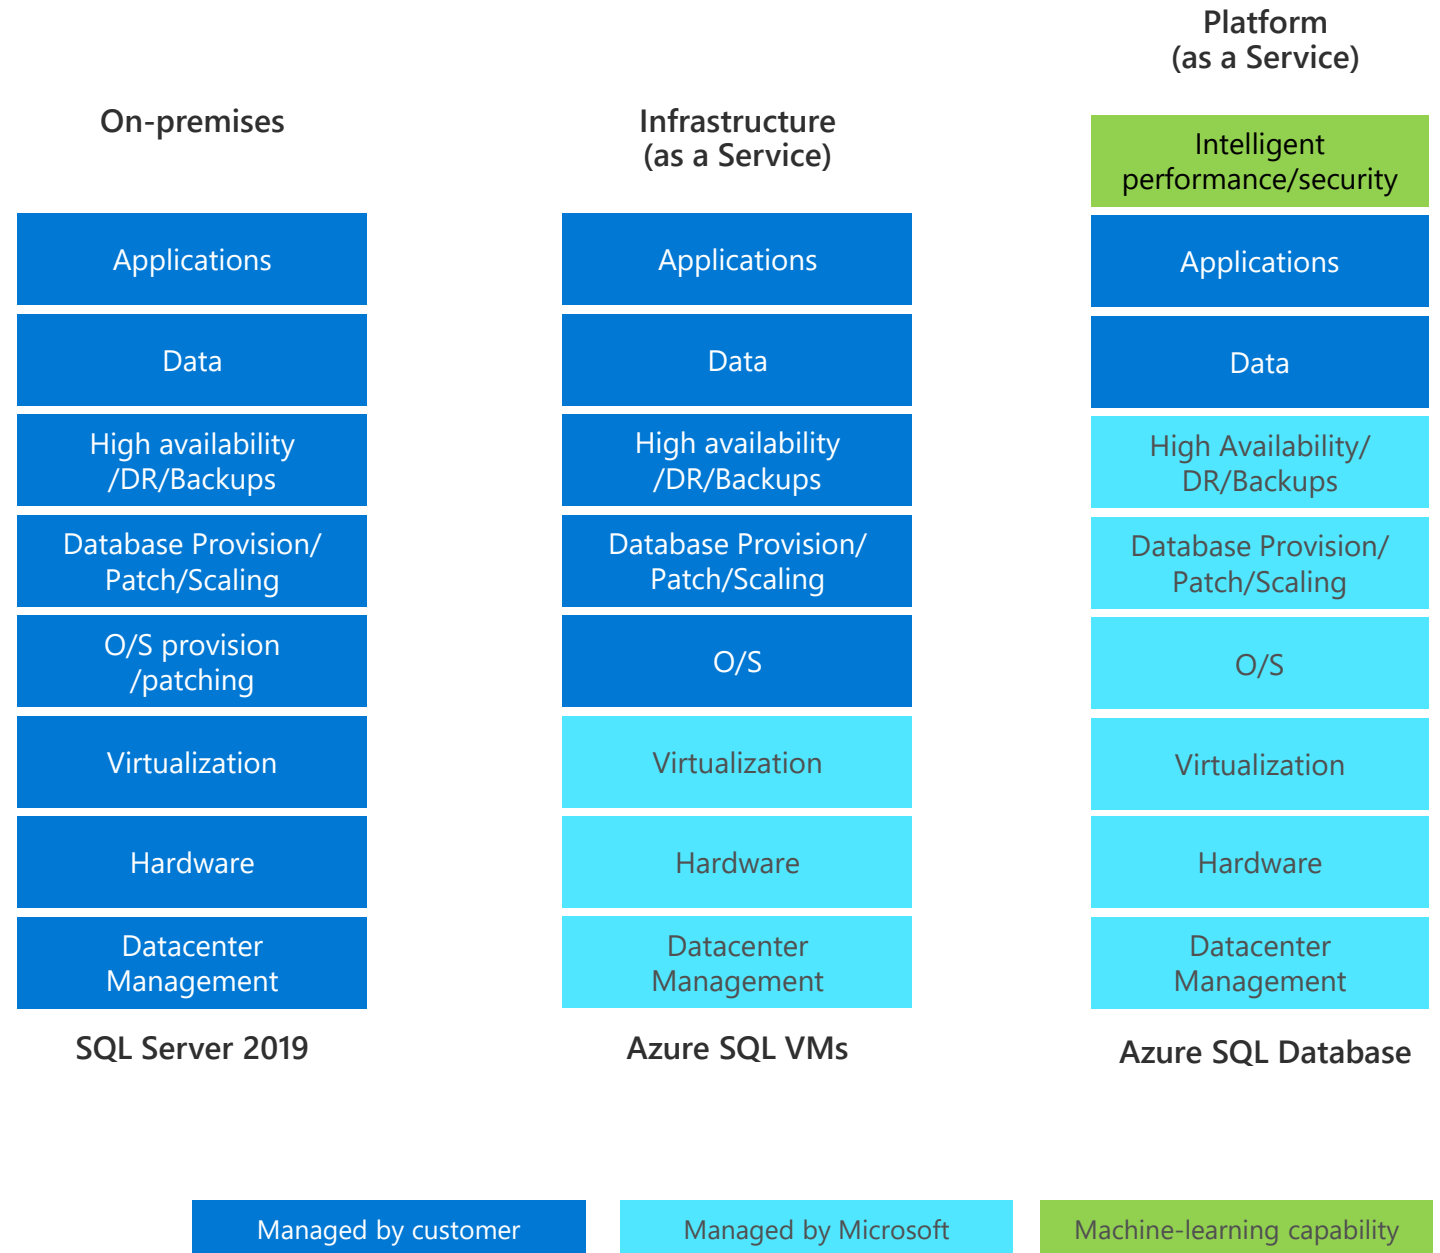 On-premises
Applications
Data
High availability
/DR/Backups
Database Provision/
Patch/Scaling
O/S provision
/patching
Virtualization
Hardware
Datacenter
Management
SQL Server 2019
Infrastructure
(as a Service)
Applications
Data
High availability
/DR/Backups
Database Provision/
Patch/Scaling
O/S
Virtualization
Hardware
Datacenter
Management
Azure SQL VMs
Platform
(as a Service)
Intelligent
performance/security
Applications
Data
High Availability/
DR/Backups
Database Provision/
Patch/Scaling
O/S
Virtualization
Hardware
Datacenter
Management
Azure SQL Database
Managed by customer
Managed by Microsoft
Machine-learning capability